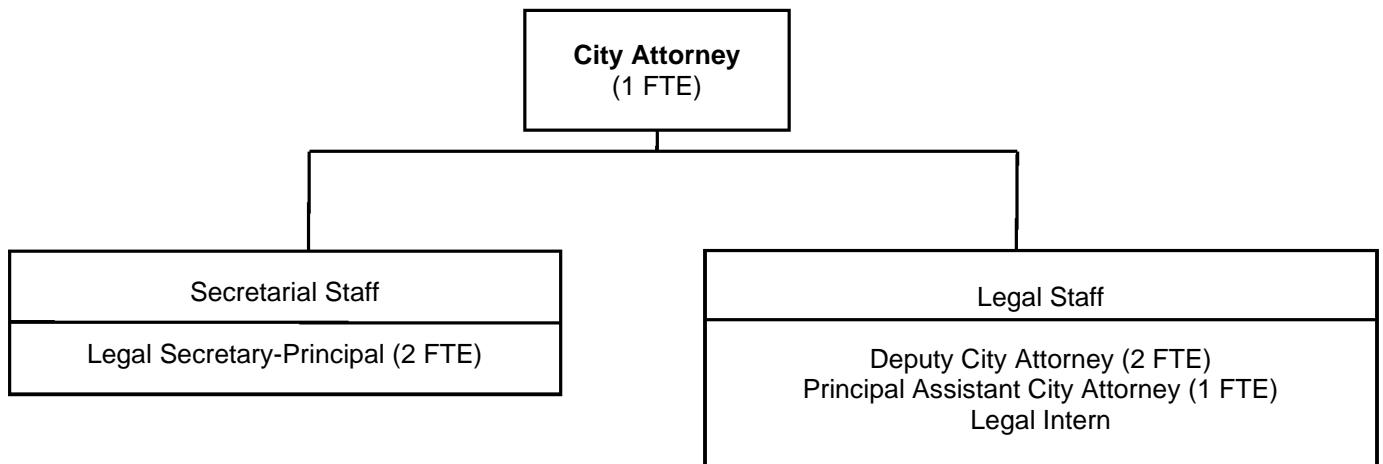 City Attorney
(1 FTE)
Secretarial Staff
Legal Secretary-Principal (2 FTE)
Legal Staff
Deputy City Attorney (2 FTE)
Principal Assistant City Attorney (1 FTE)
Legal Intern